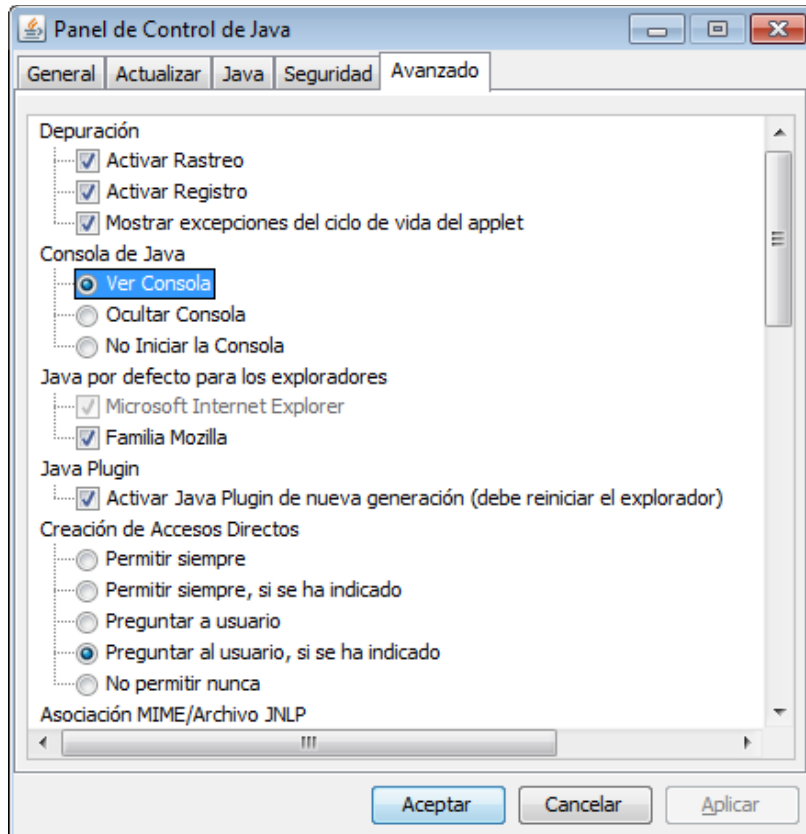 Panel de Control de Java
General Actualizar Java Seguridad Avanzado
Depuración
Activar Rastreo
Activar Registro
Mostrar excepciones del ciclo de vida del applet
Consola de Java
Ver Consola
Ocultar Consola
No Iniciar la Consola
Java por defecto para los exploradores
Microsoft Internet Explorer
Familia Mozilla
Java Plugin
Activar Java Plugin de nueva generación (debe reiniciar el explorador)
Creación de Accesos Directos
Permitir siempre
Permitir siempre, si se ha indicado
Preguntar a usuario
Preguntar al usuario, si se ha indicado
No permitir nunca
Asociación MIME/Archivo JNLP
Aceptar Cancelar Aplicar